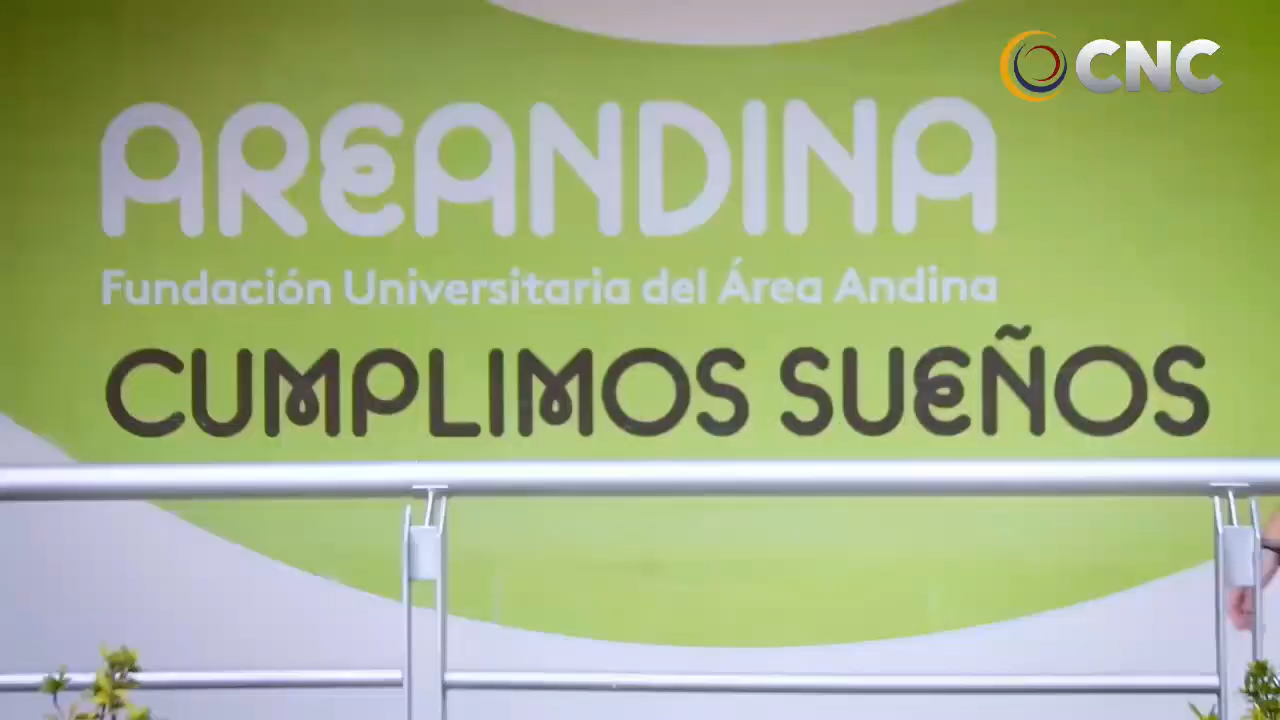 CNC
AREANDINA
Fundación Universitaria del Área Andina
CUMPLIMOS SUEÑOS